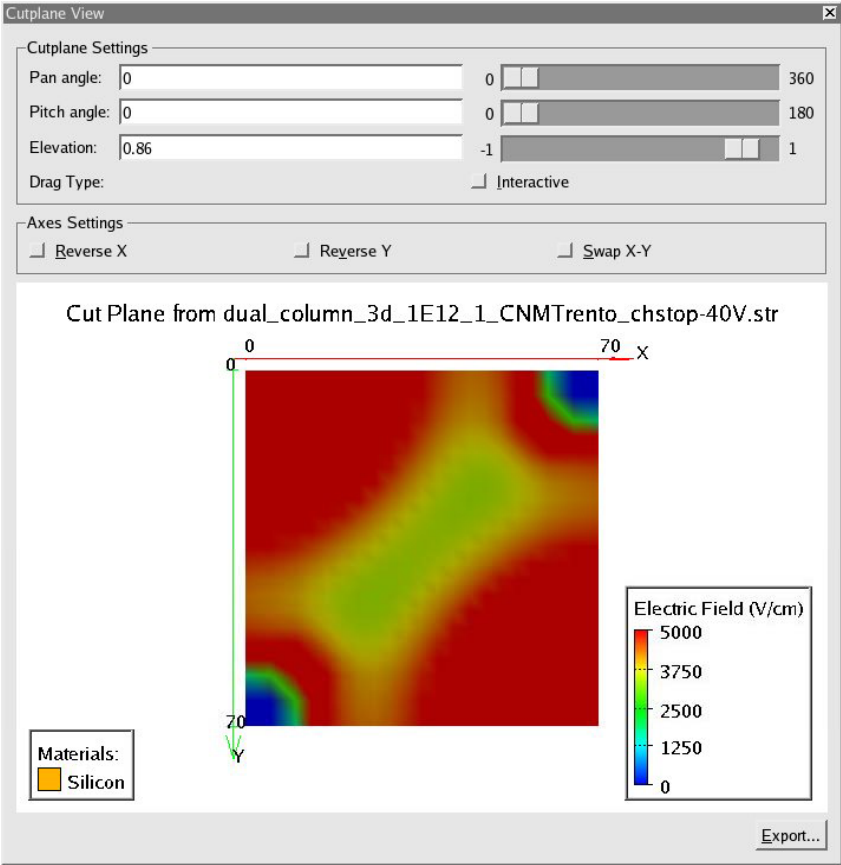 Cutplane View
Cutplane Settings
Pan angle: 0 0 360
Pitch angle: 0 0 180
Elevation: 0.86 -1 1
Drag Type: Interactive
Axes Settings
Reverse X Reverse Y Swap X-Y
Cut Plane from dual_column_3d_1E12_1_CNMTrento_chstop-40V.str
0 70 X
0
70
Y
Electric Field (V/cm)
5000
3750
2500
1250
0
Materials:
Silicon
Export...